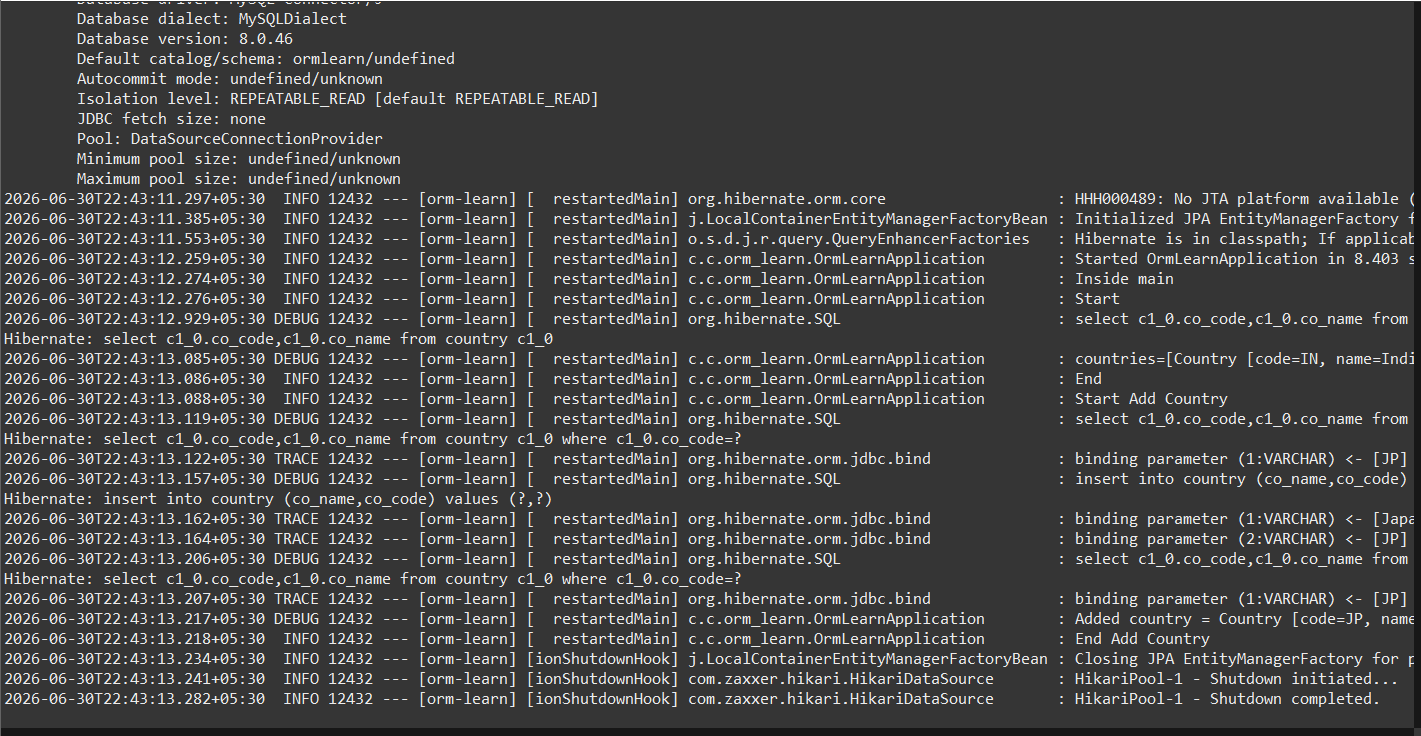 Database driver: MySQL Connector/J
Database dialect: MySQLDialect
Database version: 8.0.46
Default catalog/schema: ormlearn/undefined
Autocommit mode: undefined/unknown
Isolation level: REPEATABLE_READ [default REPEATABLE_READ]
JDBC fetch size: none
Pool: DataSourceConnectionProvider
Minimum pool size: undefined/unknown
Maximum pool size: undefined/unknown
2026-06-30T22:43:11.297+05:30  INFO 12432 --- [orm-learn] [  restartedMain] org.hibernate.orm.core                   : HHH000489: No JTA platform available (
2026-06-30T22:43:11.385+05:30  INFO 12432 --- [orm-learn] [  restartedMain] j.LocalContainerEntityManagerFactoryBean : Initialized JPA EntityManagerFactory f
2026-06-30T22:43:11.553+05:30  INFO 12432 --- [orm-learn] [  restartedMain] o.s.d.j.r.query.QueryEnhancerFactories   : Hibernate is in classpath; If applicab
2026-06-30T22:43:12.259+05:30  INFO 12432 --- [orm-learn] [  restartedMain] c.c.orm_learn.OrmLearnApplication        : Started OrmLearnApplication in 8.403 s
2026-06-30T22:43:12.274+05:30  INFO 12432 --- [orm-learn] [  restartedMain] c.c.orm_learn.OrmLearnApplication        : Inside main
2026-06-30T22:43:12.276+05:30  INFO 12432 --- [orm-learn] [  restartedMain] c.c.orm_learn.OrmLearnApplication        : Start
2026-06-30T22:43:12.929+05:30 DEBUG 12432 --- [orm-learn] [  restartedMain] org.hibernate.SQL                        : select c1_0.co_code,c1_0.co_name from
Hibernate: select c1_0.co_code,c1_0.co_name from country c1_0
2026-06-30T22:43:13.085+05:30 DEBUG 12432 --- [orm-learn] [  restartedMain] c.c.orm_learn.OrmLearnApplication        : countries=[Country [code=IN, name=Indi
2026-06-30T22:43:13.086+05:30  INFO 12432 --- [orm-learn] [  restartedMain] c.c.orm_learn.OrmLearnApplication        : End
2026-06-30T22:43:13.088+05:30  INFO 12432 --- [orm-learn] [  restartedMain] c.c.orm_learn.OrmLearnApplication        : Start Add Country
2026-06-30T22:43:13.119+05:30 DEBUG 12432 --- [orm-learn] [  restartedMain] org.hibernate.SQL                        : select c1_0.co_code,c1_0.co_name from
Hibernate: select c1_0.co_code,c1_0.co_name from country c1_0 where c1_0.co_code=?
2026-06-30T22:43:13.122+05:30 TRACE 12432 --- [orm-learn] [  restartedMain] org.hibernate.orm.jdbc.bind              : binding parameter (1:VARCHAR) <- [JP]
2026-06-30T22:43:13.157+05:30 DEBUG 12432 --- [orm-learn] [  restartedMain] org.hibernate.SQL                        : insert into country (co_name,co_code)
Hibernate: insert into country (co_name,co_code) values (?,?)
2026-06-30T22:43:13.162+05:30 TRACE 12432 --- [orm-learn] [  restartedMain] org.hibernate.orm.jdbc.bind              : binding parameter (1:VARCHAR) <- [Japa
2026-06-30T22:43:13.164+05:30 TRACE 12432 --- [orm-learn] [  restartedMain] org.hibernate.orm.jdbc.bind              : binding parameter (2:VARCHAR) <- [JP]
2026-06-30T22:43:13.206+05:30 DEBUG 12432 --- [orm-learn] [  restartedMain] org.hibernate.SQL                        : select c1_0.co_code,c1_0.co_name from
Hibernate: select c1_0.co_code,c1_0.co_name from country c1_0 where c1_0.co_code=?
2026-06-30T22:43:13.207+05:30 TRACE 12432 --- [orm-learn] [  restartedMain] org.hibernate.orm.jdbc.bind              : binding parameter (1:VARCHAR) <- [JP]
2026-06-30T22:43:13.217+05:30 DEBUG 12432 --- [orm-learn] [  restartedMain] c.c.orm_learn.OrmLearnApplication        : Added country = Country [code=JP, name
2026-06-30T22:43:13.218+05:30  INFO 12432 --- [orm-learn] [  restartedMain] c.c.orm_learn.OrmLearnApplication        : End Add Country
2026-06-30T22:43:13.234+05:30  INFO 12432 --- [orm-learn] [ionShutdownHook] j.LocalContainerEntityManagerFactoryBean : Closing JPA EntityManagerFactory for p
2026-06-30T22:43:13.241+05:30  INFO 12432 --- [orm-learn] [ionShutdownHook] com.zaxxer.hikari.HikariDataSource       : HikariPool-1 - Shutdown initiated...
2026-06-30T22:43:13.282+05:30  INFO 12432 --- [orm-learn] [ionShutdownHook] com.zaxxer.hikari.HikariDataSource       : HikariPool-1 - Shutdown completed.